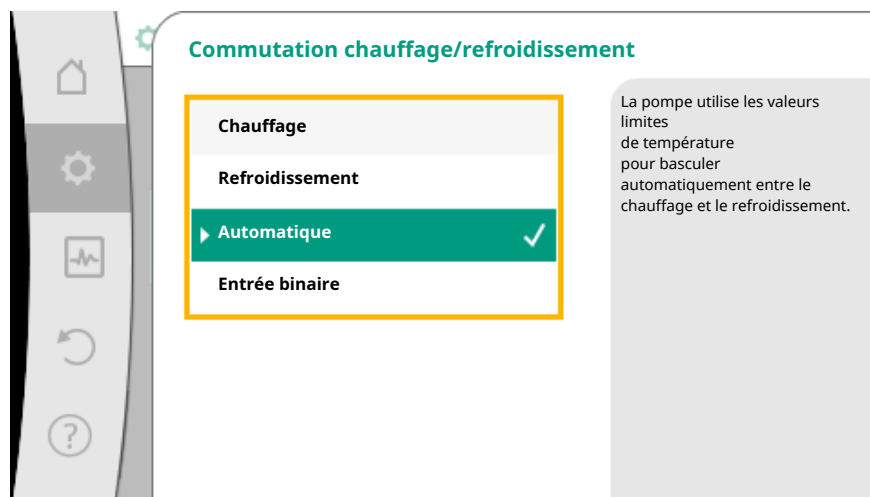 Commutation chauffage/refroidissement
Chauffage
Refroidissement
Automatique
Entrée binaire
La pompe utilise les valeurs
limites
de température
pour basculer
automatiquement entre le
chauffage et le refroidissement.
?